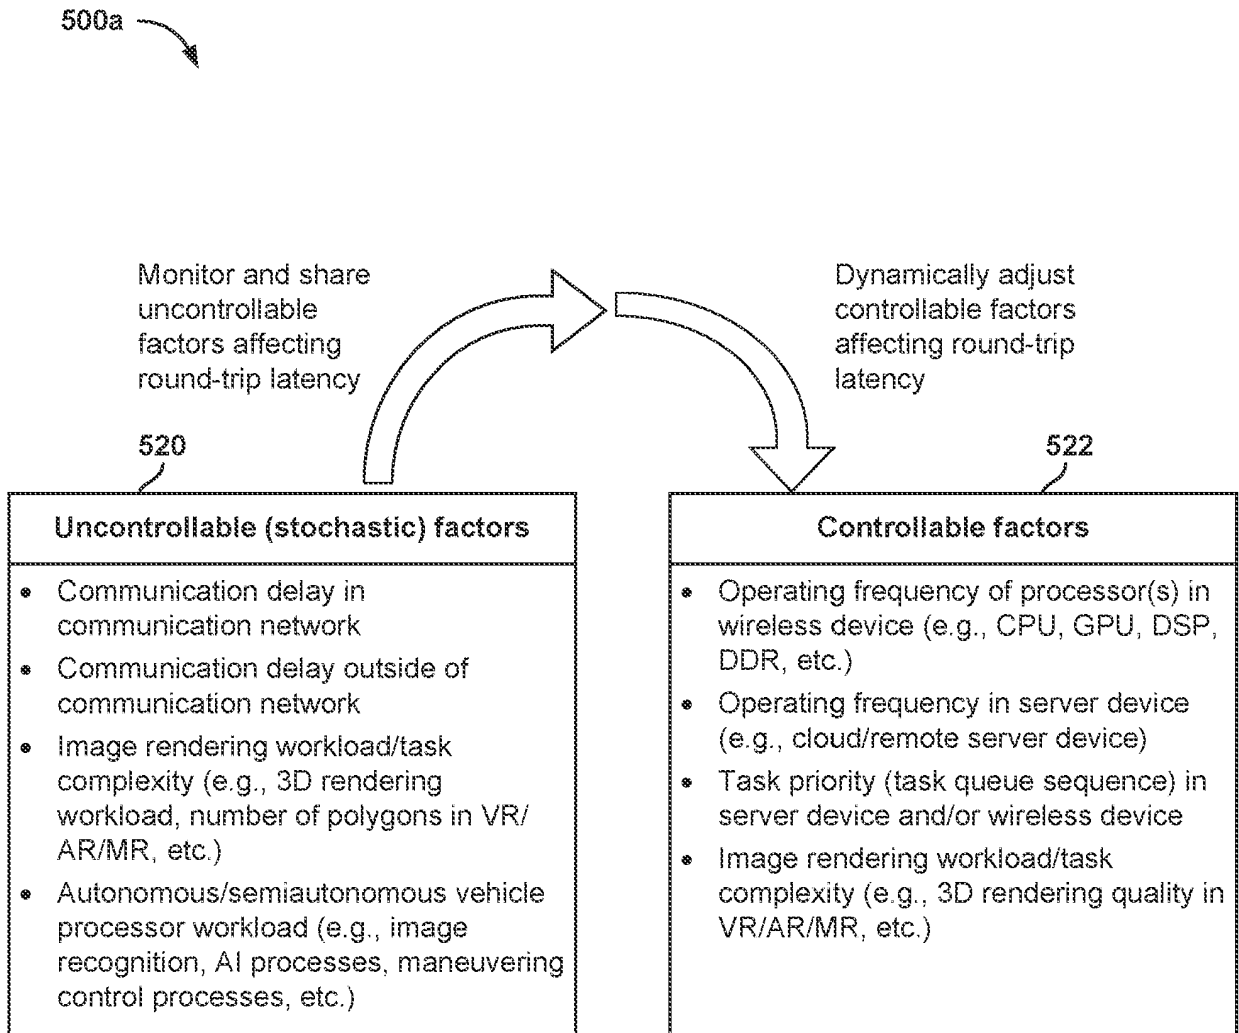 500a
Monitor and share
uncontrollable
factors affecting
round-trip latency
Dynamically adjust
controllable factors
affecting round-trip
latency
520
522
Uncontrollable (stochastic) factors
• Communication delay in
communication network
• Communication delay outside of
communication network
• Image rendering workload/task
complexity (e.g., 3D rendering
workload, number of polygons in VR/
AR/MR, etc.)
• Autonomous/semiautonomous vehicle
processor workload (e.g., image
recognition, AI processes, maneuvering
control processes, etc.)
Controllable factors
• Operating frequency of processor(s) in
wireless device (e.g., CPU, GPU, DSP,
DDR, etc.)
• Operating frequency in server device
(e.g., cloud/remote server device)
• Task priority (task queue sequence) in
server device and/or wireless device
• Image rendering workload/task
complexity (e.g., 3D rendering quality in
VR/AR/MR, etc.)